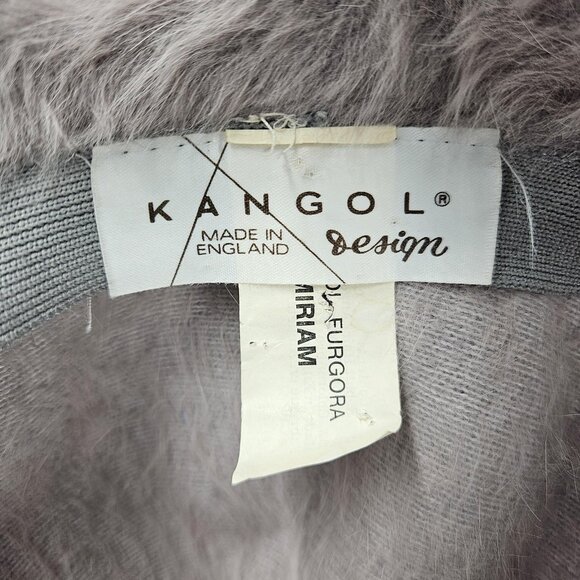 KANGOL®
MADE IN
ENGLAND
Design
FURGORA
MIRIAM